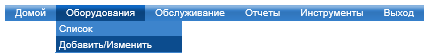 Домой Оборудования Обслуживание Отчеты Инструменты Выход
Список
Добавить/Изменить